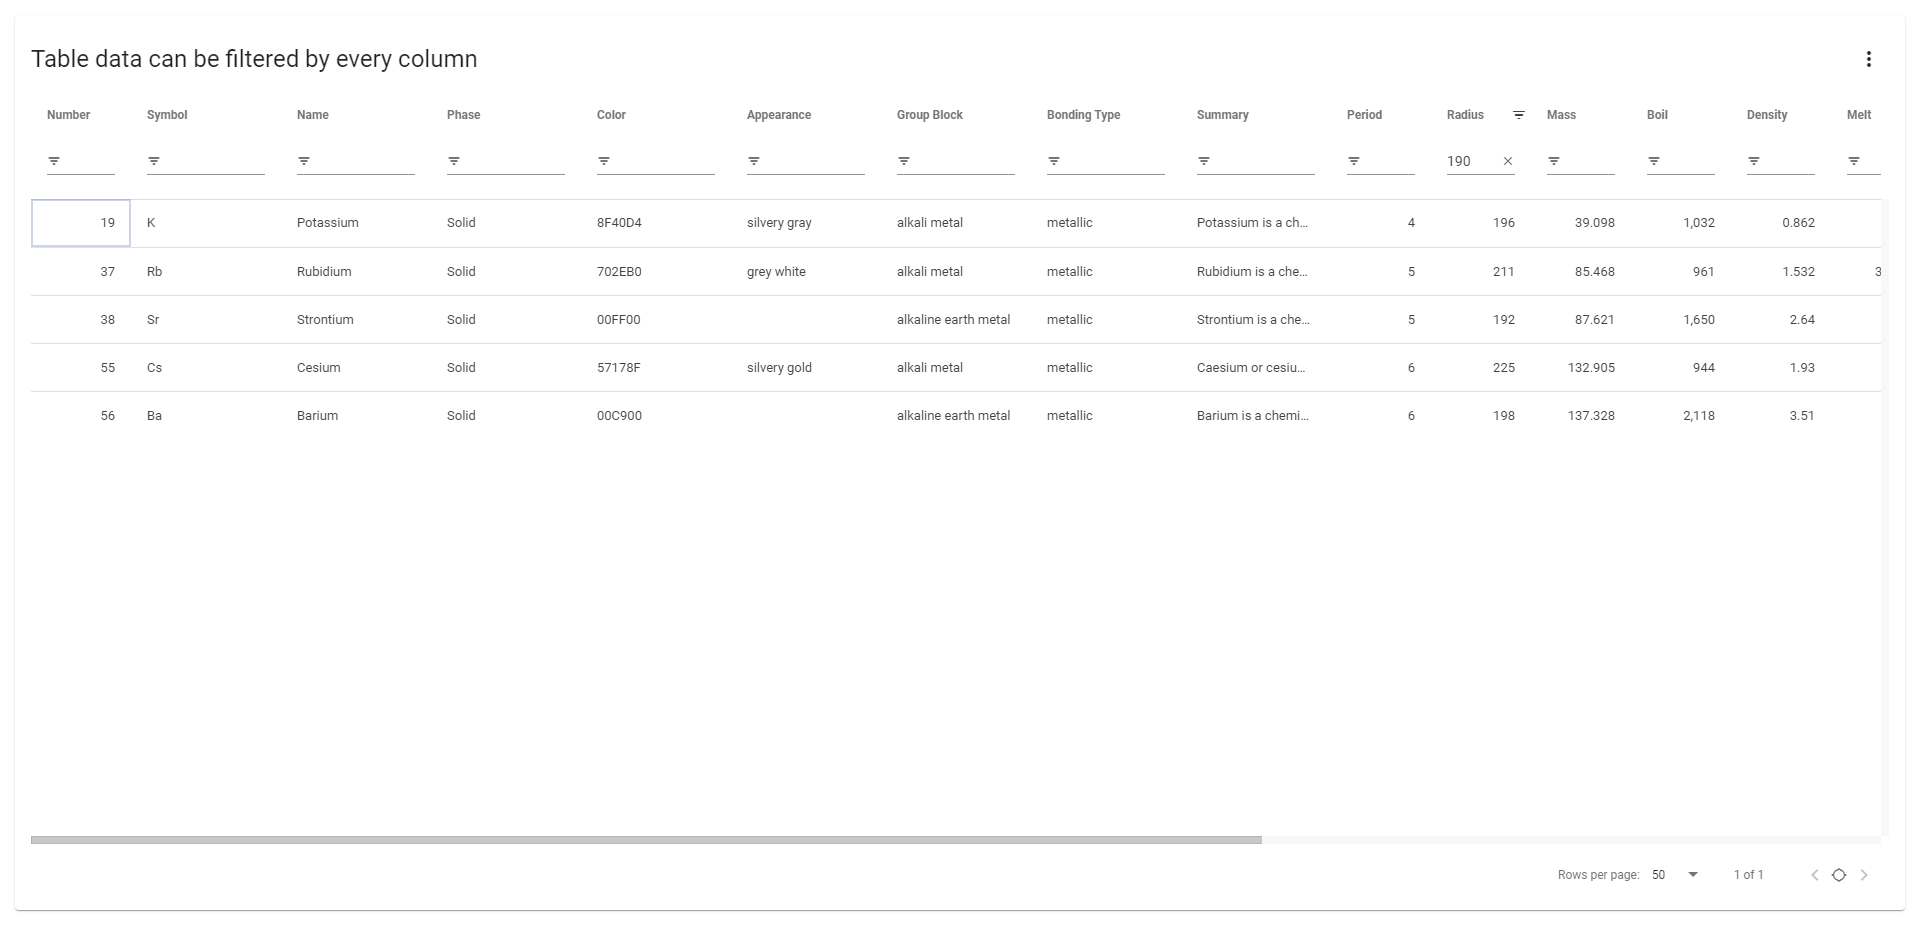 Table data can be filtered by every column
Number Symbol Name Phase Color Appearance Group Block Bonding Type Summary Period Radius Mass Boil Density Melt
190
19 K Potassium Solid 8F40D4 silvery gray alkali metal metallic Potassium is a ch… 4 196 39.098 1,032 0.862
37 Rb Rubidium Solid 702EB0 grey white alkali metal metallic Rubidium is a che… 5 211 85.468 961 1.532 3
38 Sr Strontium Solid 00FF00 alkaline earth metal metallic Strontium is a che… 5 192 87.621 1,650 2.64
55 Cs Cesium Solid 57178F silvery gold alkali metal metallic Caesium or cesiu… 6 225 132.905 944 1.93
56 Ba Barium Solid 00C900 alkaline earth metal metallic Barium is a chemi… 6 198 137.328 2,118 3.51
Rows per page: 50 1 of 1